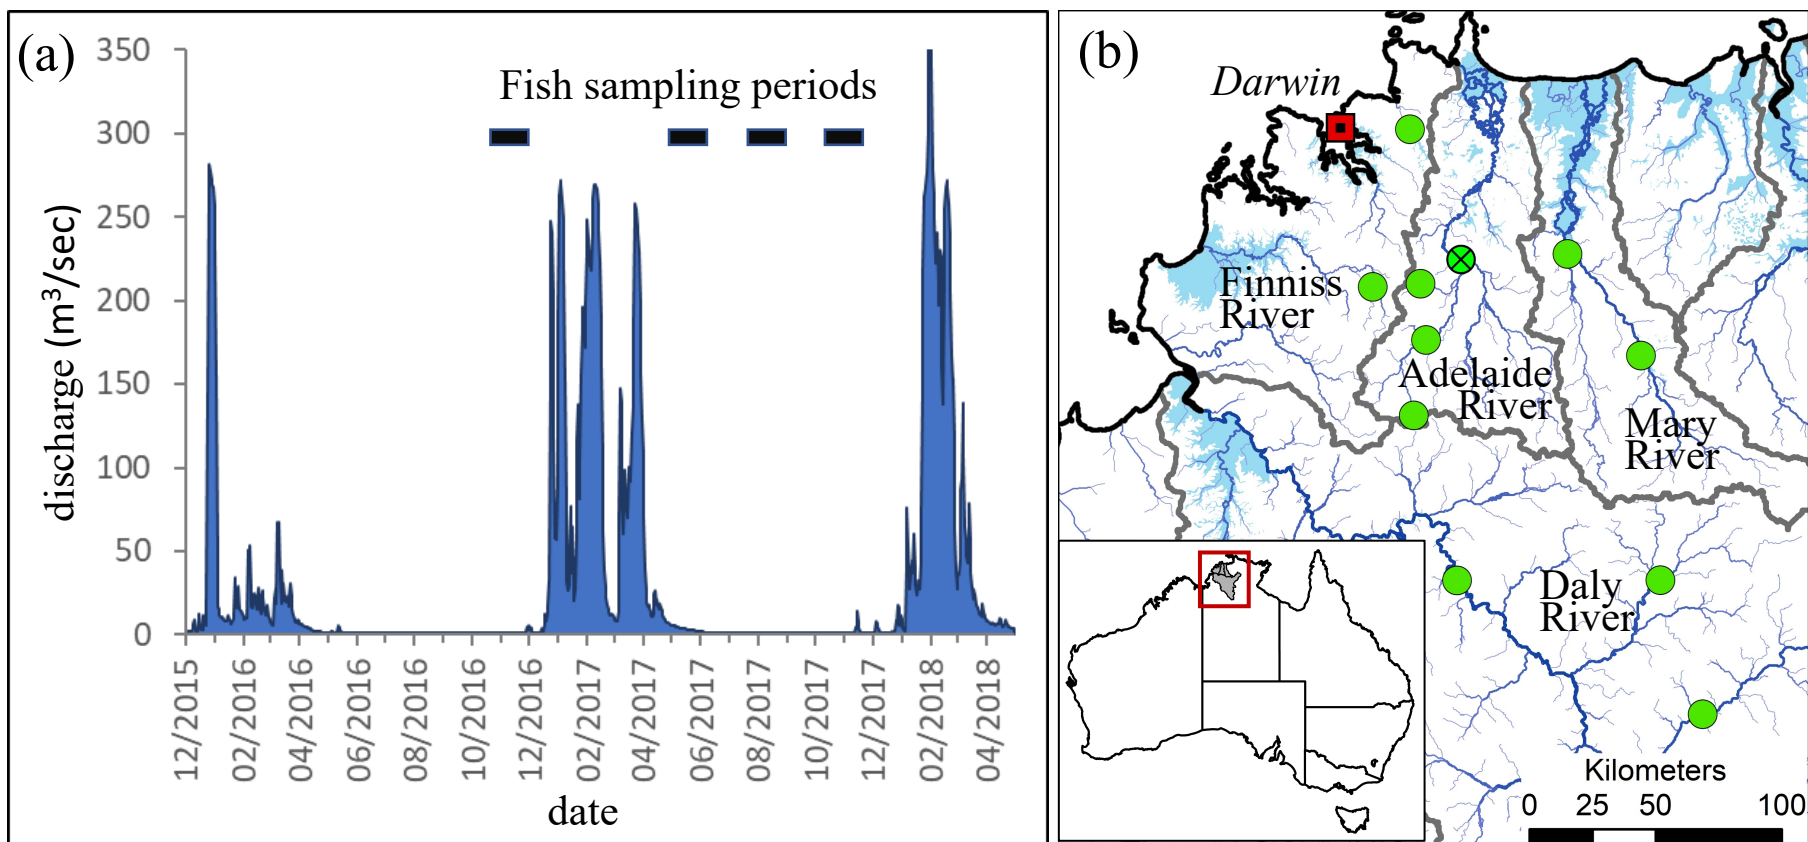 (a)
350
300
250
200
150
100
50
0
discharge (m³/sec)
Fish sampling periods
12/2015
02/2016
04/2016
06/2016
08/2016
10/2016
12/2016
02/2017
04/2017
06/2017
08/2017
10/2017
12/2017
02/2018
04/2018
date
(b)
Darwin
Finniss
River
Adelaide
River
Mary
River
Daly
River
Kilometers
0 25 50 100